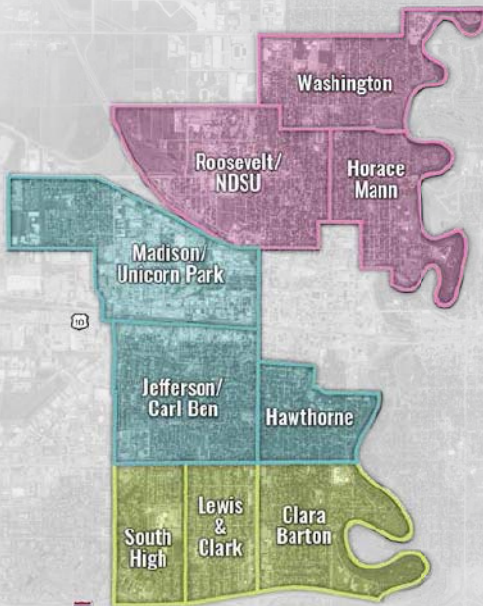 Washington
Roosevelt/
NDSU
Horace
Mann
Madison/
Unicorn Park
10
Jefferson/
Carl Ben
Hawthorne
South
High
Lewis
&
Clark
Clara
Barton